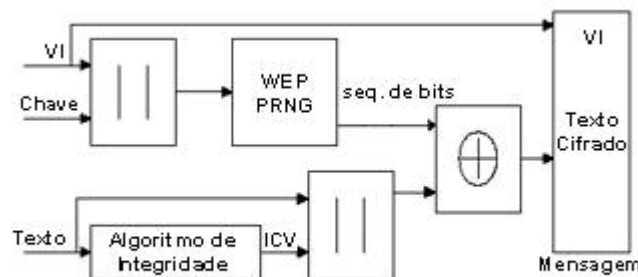 VI
Chave
WEP
PRNG
seq. de bits
VI
Texto
Cifrado
Texto
Algoritmo de
Integridade
ICV
Mensagem